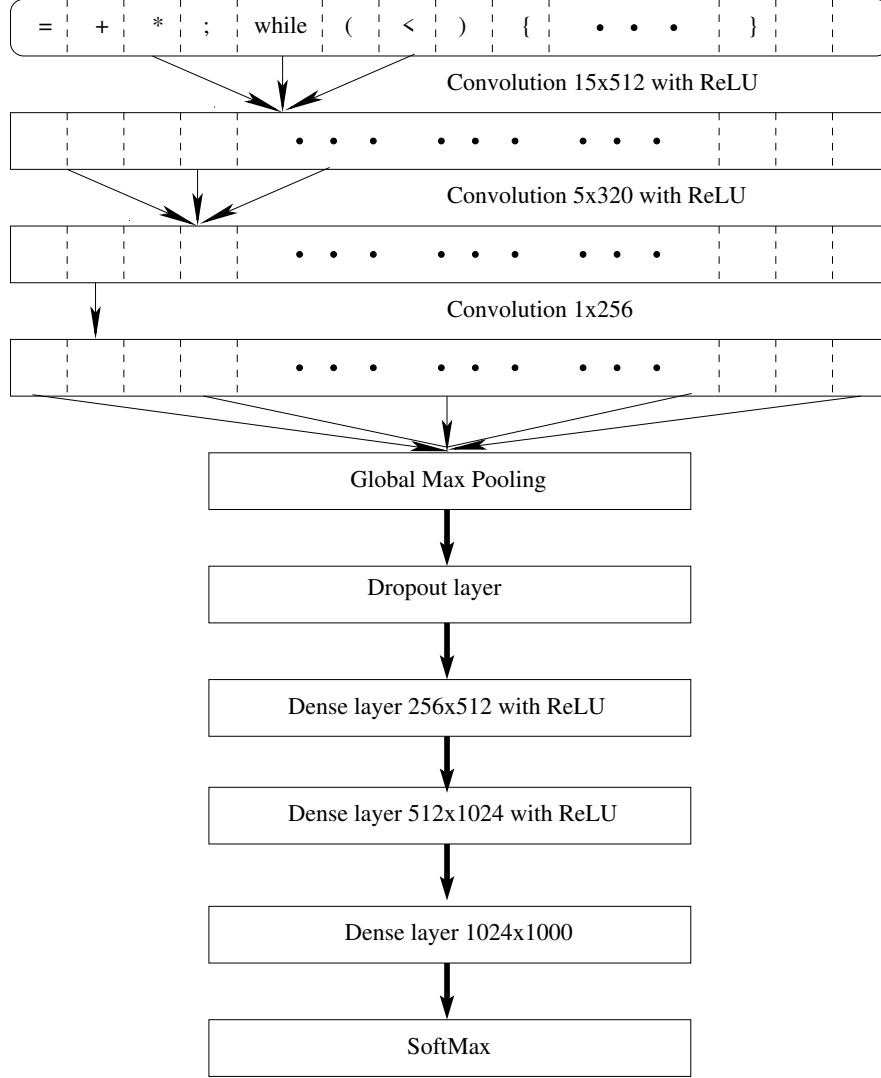 = + * ; while ( < ) { • • • }
Convolution 15x512 with ReLU
• • • • • • • • •
Convolution 5x320 with ReLU
• • • • • • • • •
Convolution 1x256
• • • • • • • • •
Global Max Pooling
Dropout layer
Dense layer 256x512 with ReLU
Dense layer 512x1024 with ReLU
Dense layer 1024x1000
SoftMax